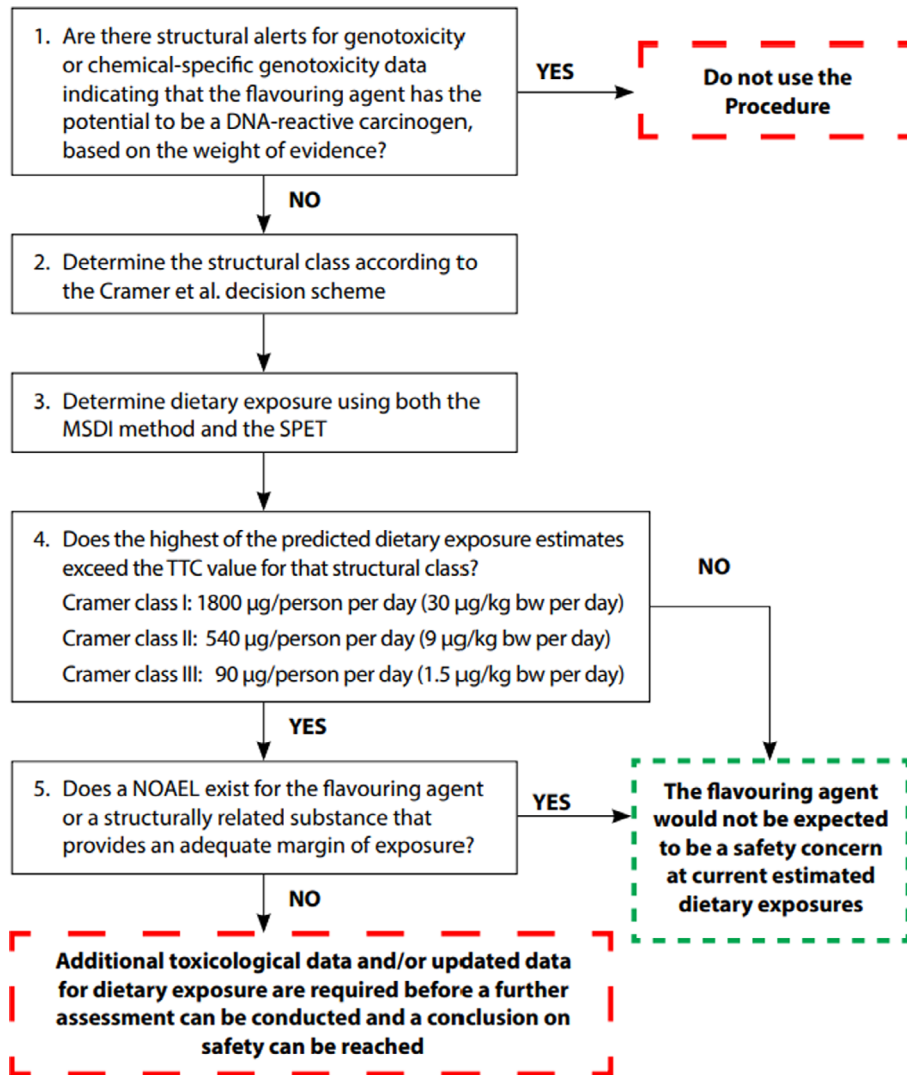 1. Are there structural alerts for genotoxicity
or chemical-specific genotoxicity data
indicating that the flavouring agent has the
potential to be a DNA-reactive carcinogen,
based on the weight of evidence?
YES
Do not use the
Procedure
NO
2. Determine the structural class according to
the Cramer et al. decision scheme
3. Determine dietary exposure using both the
MSDI method and the SPET
4. Does the highest of the predicted dietary exposure estimates
exceed the TTC value for that structural class?
Cramer class I: 1800 µg/person per day (30 µg/kg bw per day)
Cramer class II: 540 µg/person per day (9 µg/kg bw per day)
Cramer class III: 90 µg/person per day (1.5 µg/kg bw per day)
NO
YES
5. Does a NOAEL exist for the flavouring agent
or a structurally related substance that
provides an adequate margin of exposure?
YES
The flavouring agent
would not be expected
to be a safety concern
at current estimated
dietary exposures
NO
Additional toxicological data and/or updated data
for dietary exposure are required before a further
assessment can be conducted and a conclusion on
safety can be reached